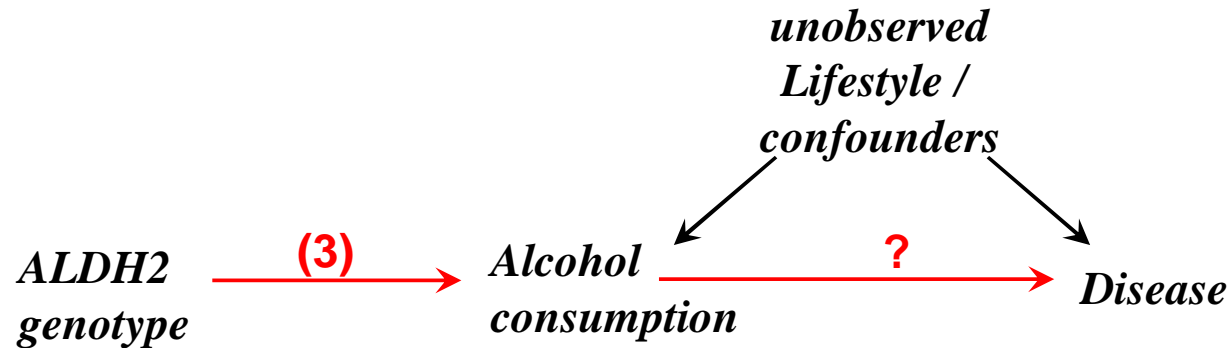 unobserved
Lifestyle /
confounders
(3)
?
ALDH2
genotype
Alcohol
consumption
Disease